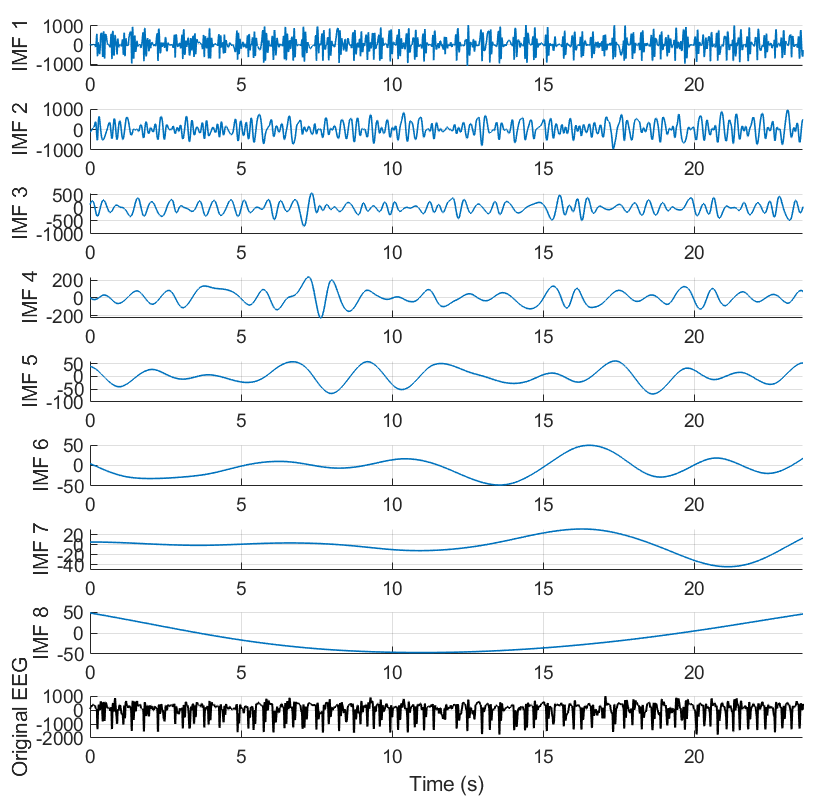 IMF 1
1000
0
-1000
0 5 10 15 20
IMF 2
1000
0
-1000
0 5 10 15 20
IMF 3
500
0
-500
-1000
0 5 10 15 20
IMF 4
200
0
-200
0 5 10 15 20
IMF 5
50
0
-50
-100
0 5 10 15 20
IMF 6
50
0
-50
0 5 10 15 20
IMF 7
20
0
-20
-40
0 5 10 15 20
IMF 8
50
0
-50
0 5 10 15 20
Original EEG
1000
0
-1000
-2000
0 5 10 15 20
Time (s)